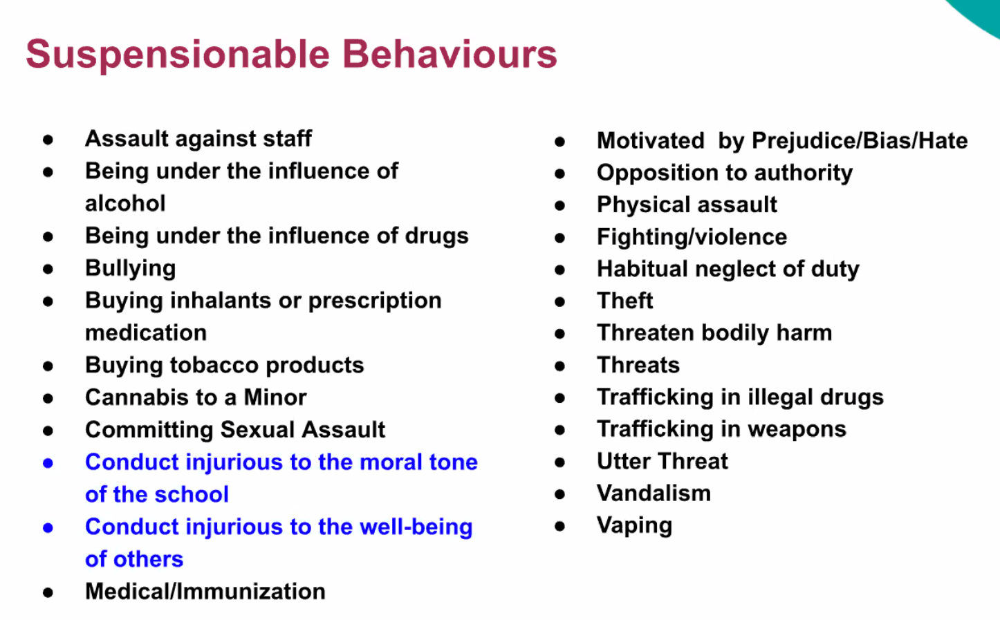 Suspensionable Behaviours
● Assault against staff
● Being under the influence of
alcohol
● Being under the influence of drugs
● Bullying
● Buying inhalants or prescription
medication
● Buying tobacco products
● Cannabis to a Minor
● Committing Sexual Assault
● Conduct injurious to the moral tone
of the school
● Conduct injurious to the well-being
of others
● Medical/Immunization
● Motivated  by Prejudice/Bias/Hate
● Opposition to authority
● Physical assault
● Fighting/violence
● Habitual neglect of duty
● Theft
● Threaten bodily harm
● Threats
● Trafficking in illegal drugs
● Trafficking in weapons
● Utter Threat
● Vandalism
● Vaping